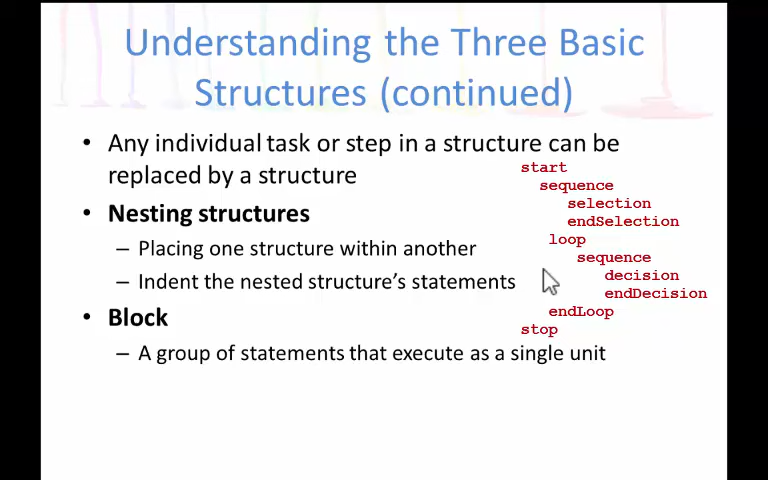 Understanding the Three Basic
Structures (continued)
• Any individual task or step in a structure can be
replaced by a structure
• Nesting structures
– Placing one structure within another
– Indent the nested structure's statements
• Block
– A group of statements that execute as a single unit
start
sequence
selection
endSelection
loop
sequence
decision
endDecision
endLoop
stop